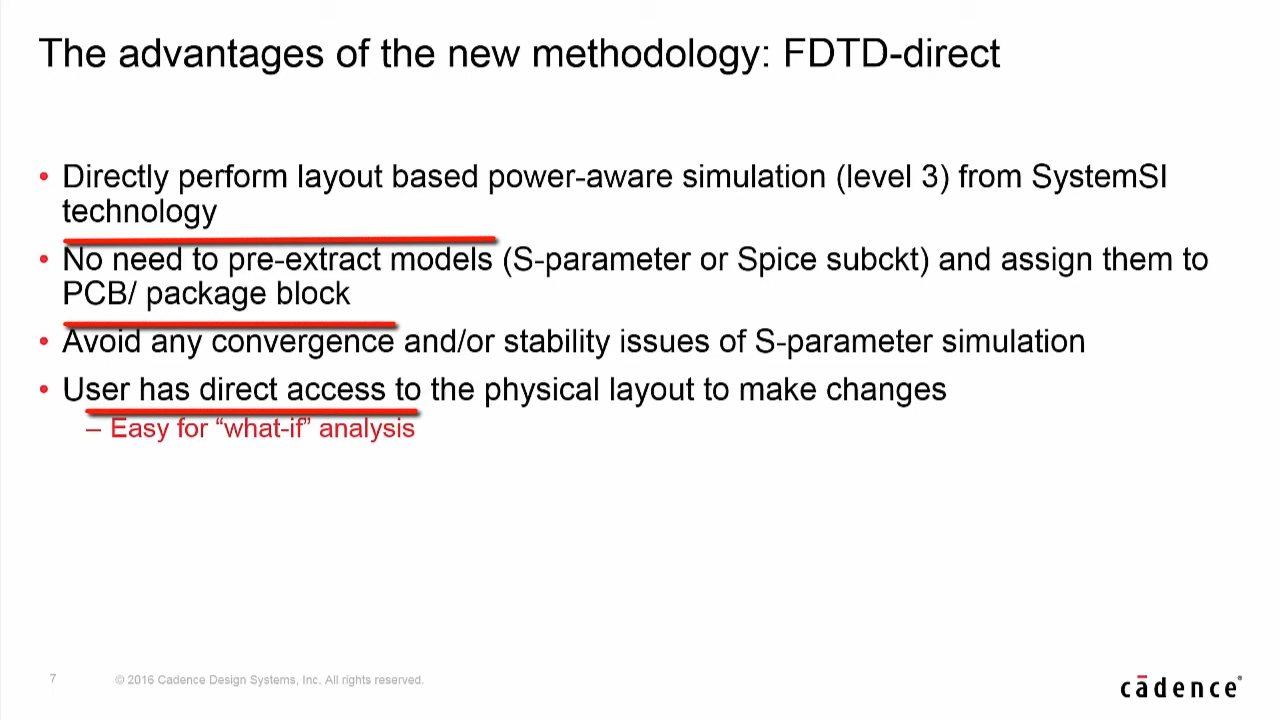 The advantages of the new methodology: FDTD-direct
• Directly perform layout based power-aware simulation (level 3) from SystemSI
technology
• No need to pre-extract models (S-parameter or Spice subckt) and assign them to
PCB/ package block
• Avoid any convergence and/or stability issues of S-parameter simulation
• User has direct access to the physical layout to make changes
– Easy for “what-if” analysis
7 © 2016 Cadence Design Systems, Inc. All rights reserved.
cādence®